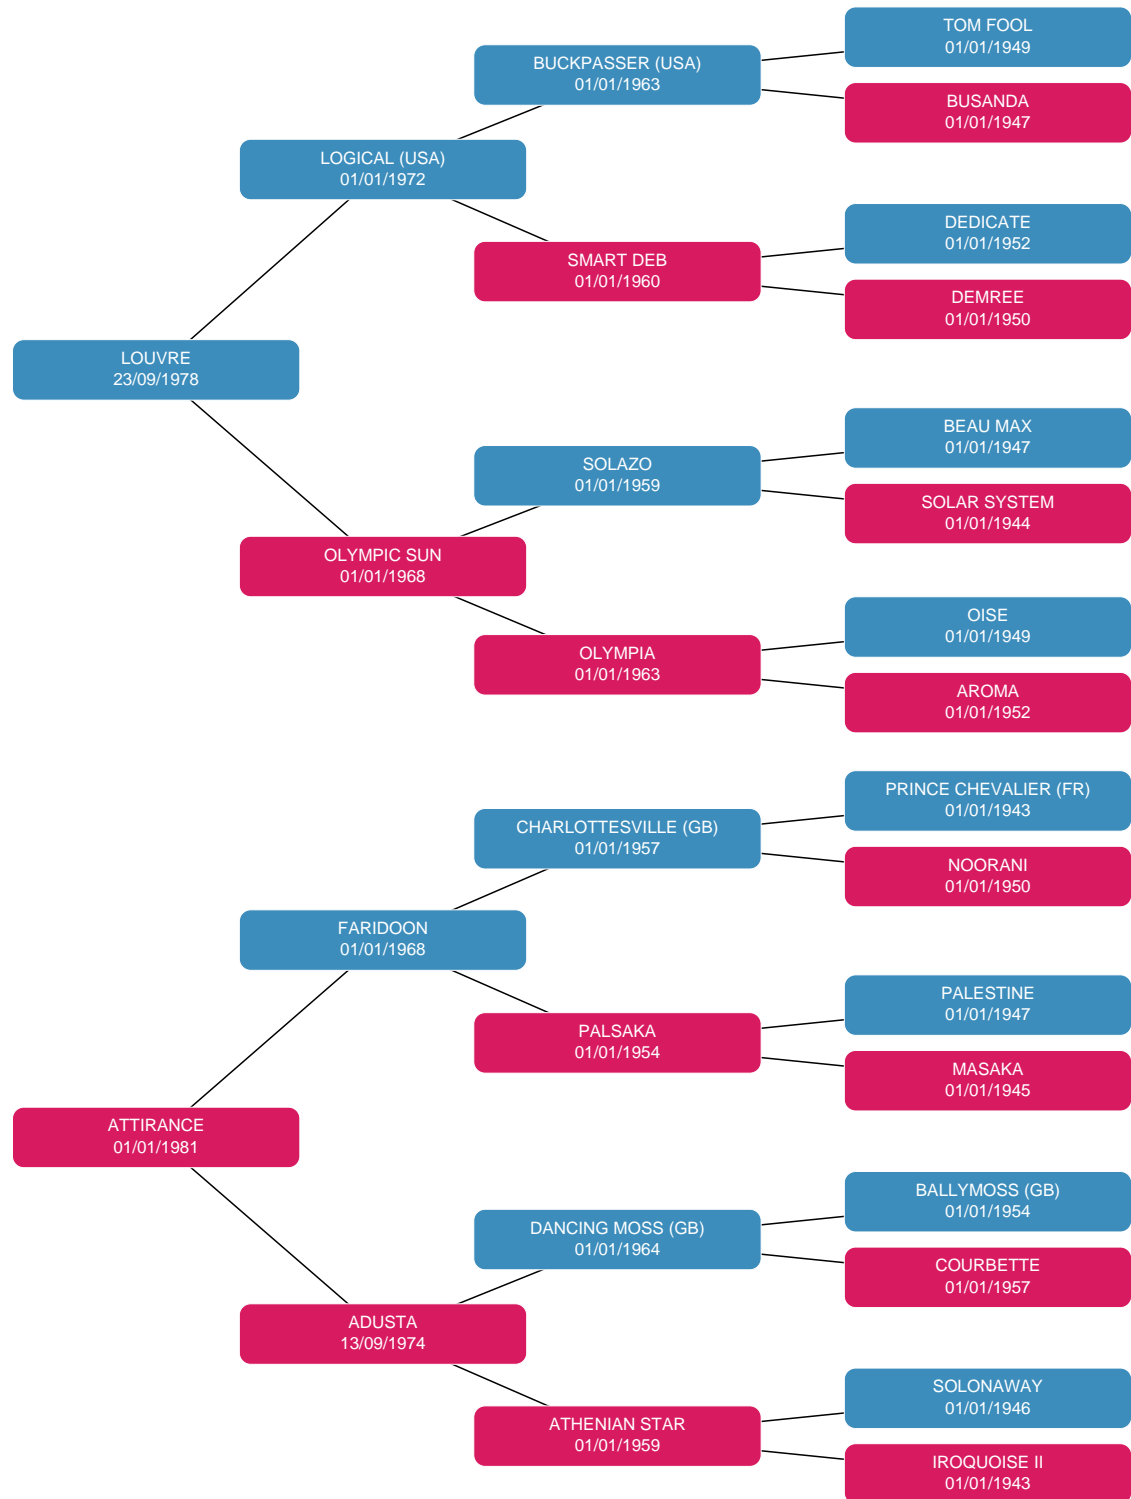 TOM FOOL
01/01/1949
BUCKPASSER (USA)
01/01/1963
BUSANDA
01/01/1947
LOGICAL (USA)
01/01/1972
DEDICATE
01/01/1952
SMART DEB
01/01/1960
DEMREE
01/01/1950
LOUVRE
23/09/1978
BEAU MAX
01/01/1947
SOLAZO
01/01/1959
SOLAR SYSTEM
01/01/1944
OLYMPIC SUN
01/01/1968
OISE
01/01/1949
OLYMPIA
01/01/1963
AROMA
01/01/1952
PRINCE CHEVALIER (FR)
01/01/1943
CHARLOTTESVILLE (GB)
01/01/1957
NOORANI
01/01/1950
FARIDOON
01/01/1968
PALESTINE
01/01/1947
PALSAKA
01/01/1954
MASAKA
01/01/1945
ATTIRANCE
01/01/1981
BALLYMOSS (GB)
01/01/1954
DANCING MOSS (GB)
01/01/1964
COURBETTE
01/01/1957
ADUSTA
13/09/1974
SOLONAWAY
01/01/1946
ATHENIAN STAR
01/01/1959
IROQUOISE II
01/01/1943